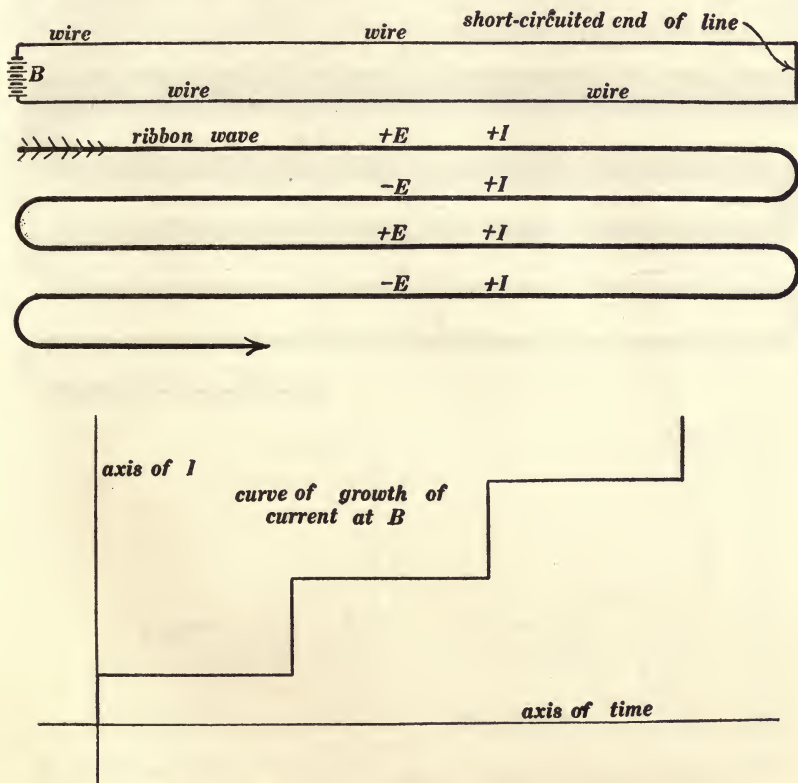 short-circuited end of line
wire wire
B
wire wire
ribbon wave +E +I
-E +I
+E +I
-E +I
axis of I
curve of growth of
current at B
axis of time